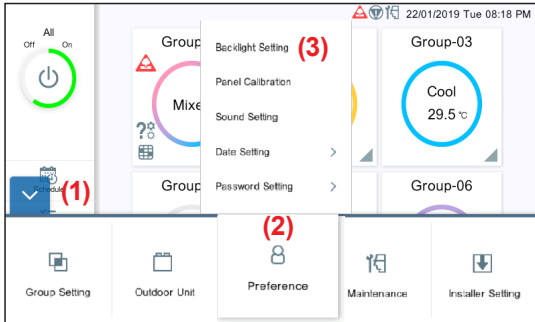 22/01/2019 Tue 08:18 PM
All
Off On
Group
Mixe
Backlight Setting (3)
Panel Calibration
Sound Setting
Date Setting >
Password Setting >
Group-03
Cool
29.5 ℃
Schedule
(1)
Group
Group-06
(2)
Group Setting
Outdoor Unit
Preference
Maintenance
Installer Setting